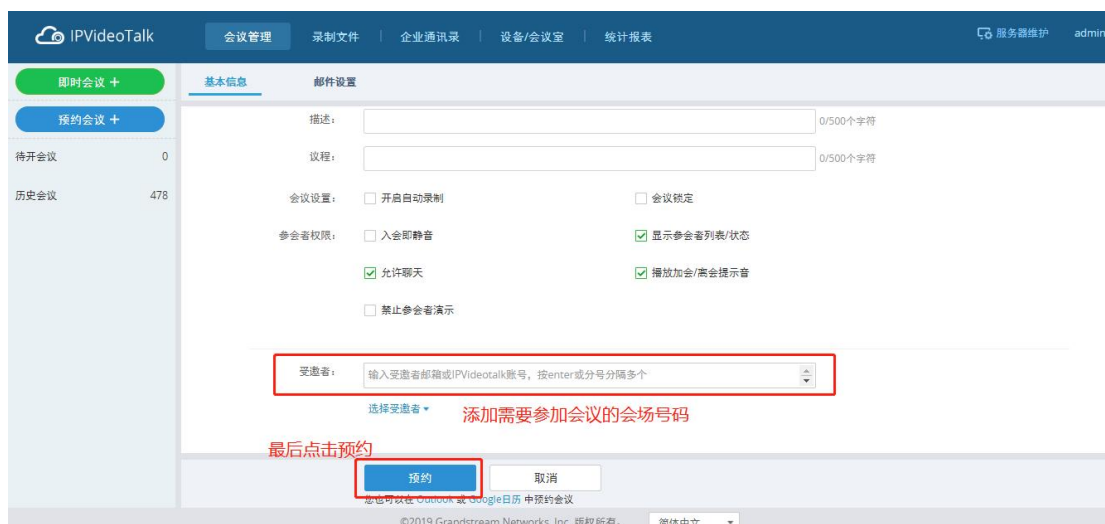 IPVideoTalk 会议管理 录制文件 企业通讯录 设备/会议室 统计报表 服务器维护 admin
即时会议 + 基本信息 邮件设置
预约会议 + 描述： 0/500个字符
待开会议 0 议程： 0/500个字符
历史会议 478 会议设置： 开启自动录制 会议锁定
参会者权限： 入会即静音 显示参会者列表/状态
允许聊天 播放加会/离会提示音
禁止参会者演示
受邀者： 输入受邀者邮箱或IPVideotalk账号，按enter或分号分隔多个
选择受邀者 添加需要参加会议的会场号码
最后点击预约
预约 取消
您也可以在 Outlook 或 Google日历 中预约会议
©2019 Grandstream Networks, Inc. 版权所有。 简体中文